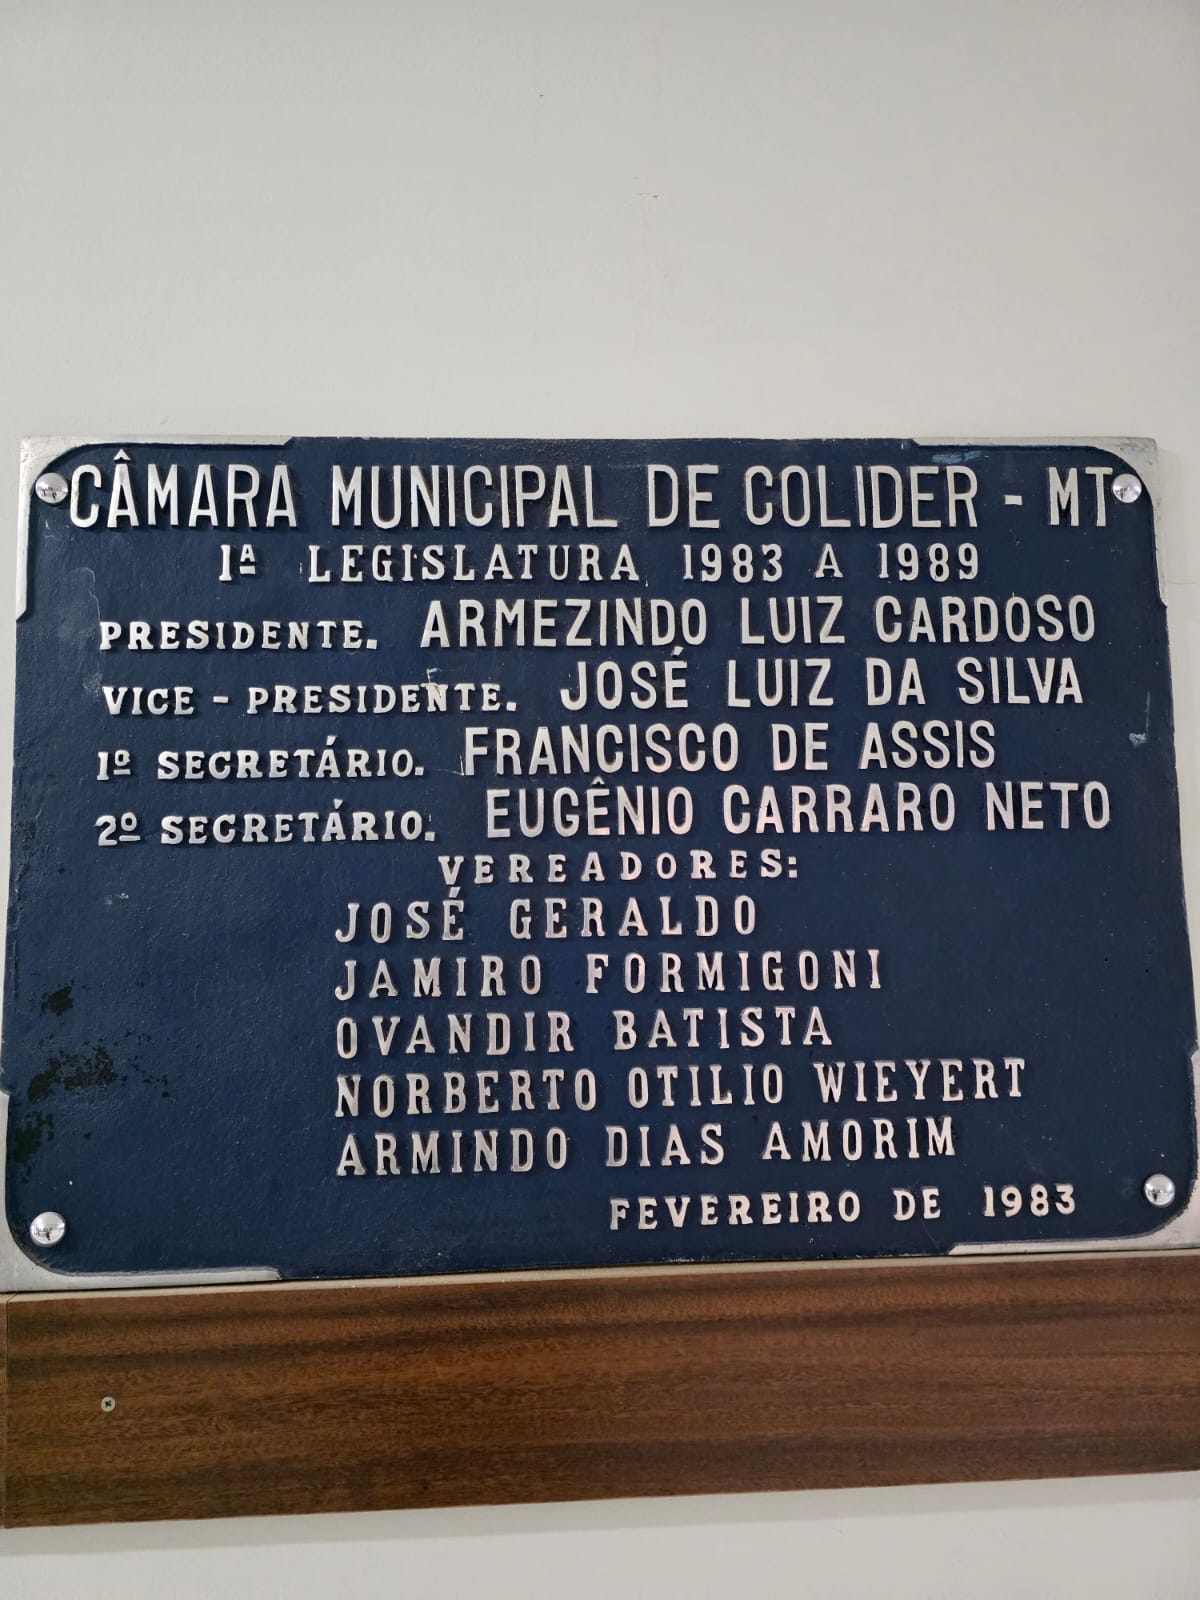 CÂMARA MUNICIPAL DE COLIDER - MT
1ª LEGISLATURA 1983 A 1989
PRESIDENTE. ARMEZINDO LUIZ CARDOSO
VICE - PRESIDENTE. JOSÉ LUIZ DA SILVA
1º SECRETÁRIO. FRANCISCO DE ASSIS
2º SECRETÁRIO. EUGÊNIO CARRARO NETO
VEREADORES:
JOSÉ GERALDO
JAMIRO FORMIGONI
OVANDIR BATISTA
NORBERTO OTILIO WIEYERT
ARMINDO DIAS AMORIM
FEVEREIRO DE 1983